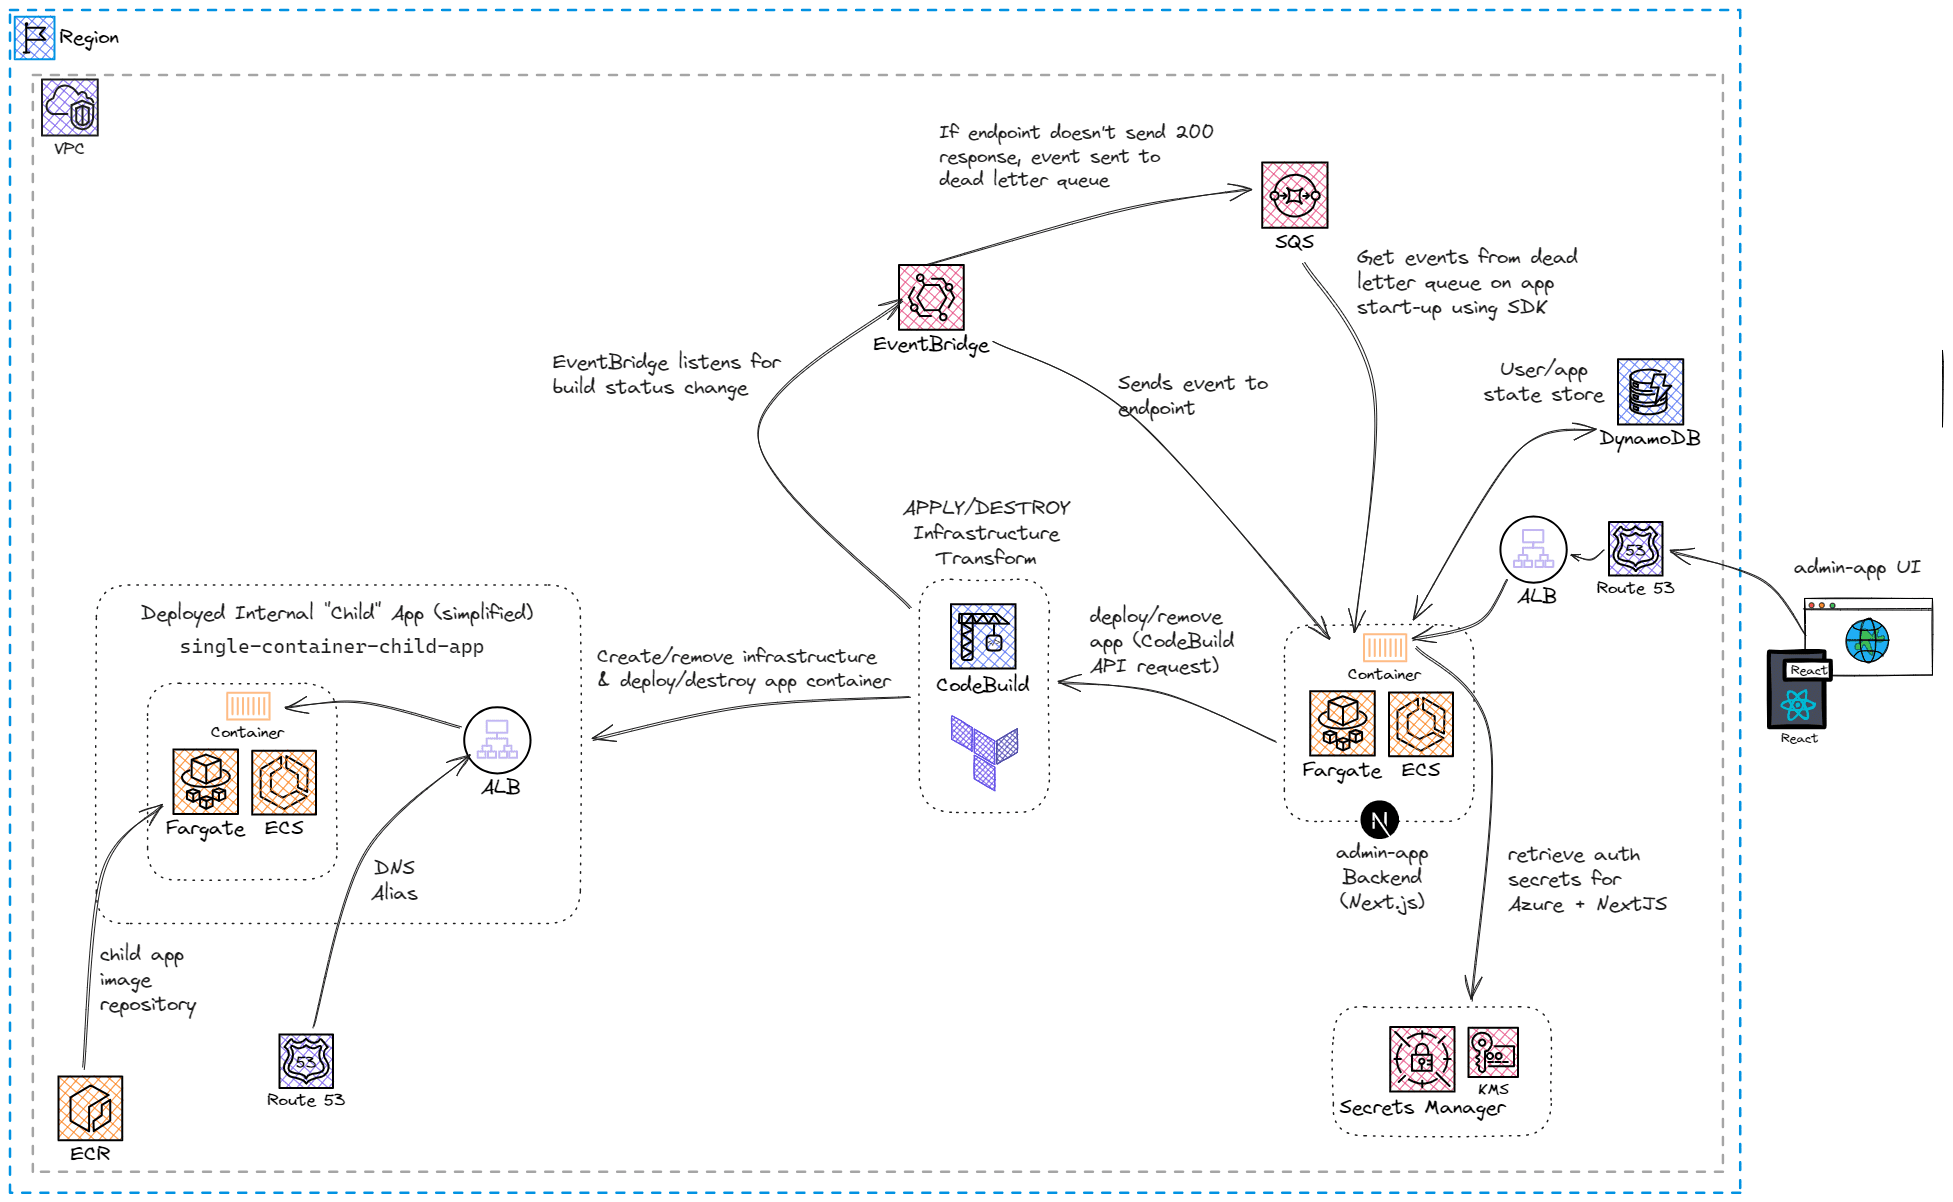 Region
VPC
If endpoint doesn't send 200
response, event sent to
dead letter queue
SQS
Get events from dead
letter queue on app
start-up using SDK
EventBridge
EventBridge listens for
build status change
Sends event to
endpoint
User/app
state store
DynamoDB
APPLY/DESTROY
Infrastructure
Transform
53
Route 53
ALB
admin-app UI
React
React
Deployed Internal "Child" App (simplified)
single-container-child-app
Create/remove infrastructure
& deploy/destroy app container
CodeBuild
deploy/remove
app (CodeBuild
API request)
Container
Fargate
ECS
N
admin-app
Backend
(Next.js)
Container
Fargate
ECS
ALB
DNS
Alias
retrieve auth
secrets for
Azure + NextJS
child app
image
repository
53
Route 53
ECR
Secrets Manager
KMS